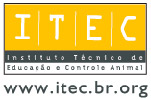 ITEC
Instituto Técnico de
Educação e Controle Animal
www.itec.br.org